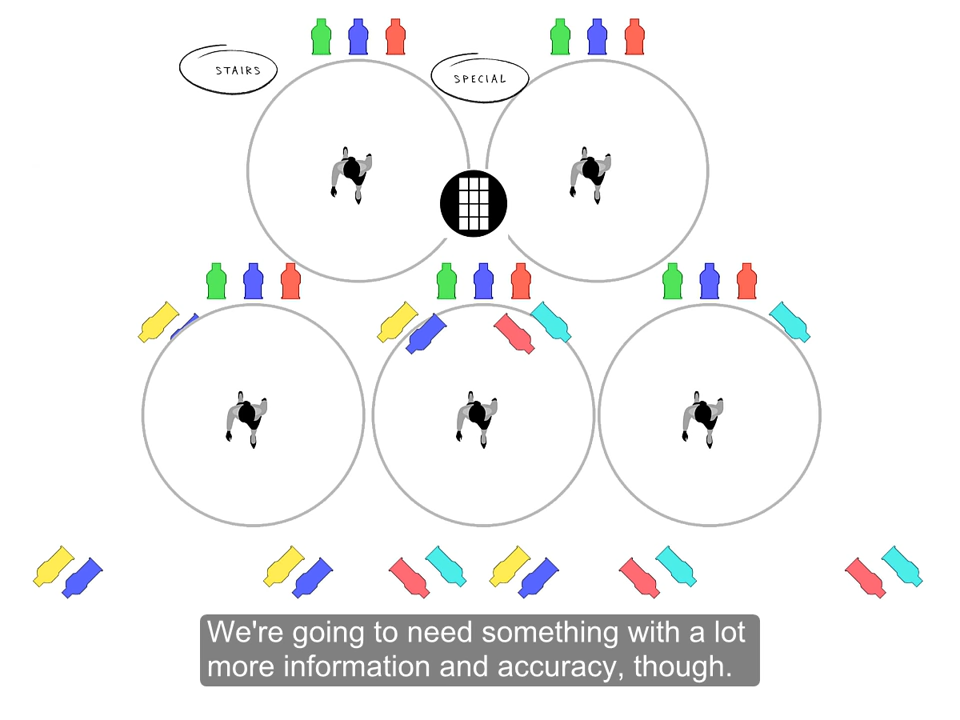 STAIRS
SPECIAL
We're going to need something with a lot
more information and accuracy, though.